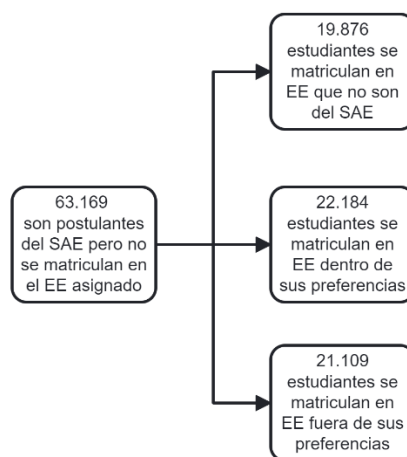 19.876
estudiantes se
matriculan en
EE que no son
del SAE
63.169
son postulantes
del SAE pero no
se matriculan en
el EE asignado
22.184
estudiantes se
matriculan en
EE dentro de
sus preferencias
21.109
estudiantes se
matriculan en
EE fuera de sus
preferencias